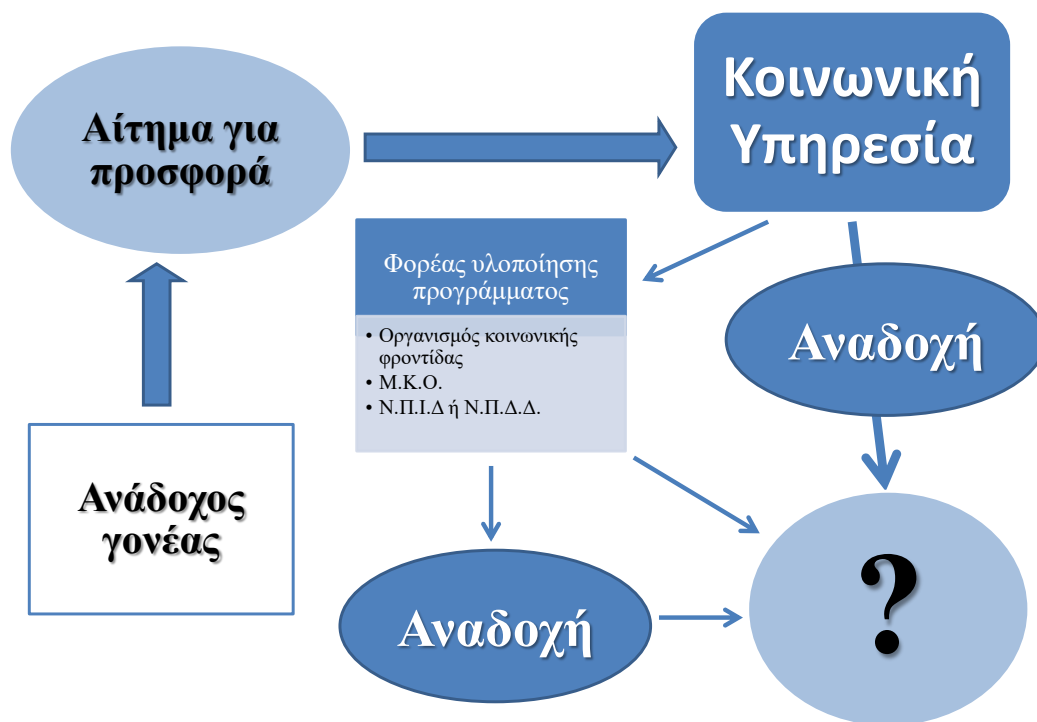 Αίτημα για
προσφορά
Κοινωνική
Υπηρεσία
Φορέας υλοποίησης
προγράμματος
• Οργανισμός κοινωνικής
φροντίδας
• Μ.Κ.Ο.
• Ν.Π.Ι.Δ ή Ν.Π.Δ.Δ.
Αναδοχή
Ανάδοχος
γονέας
Αναδοχή
?